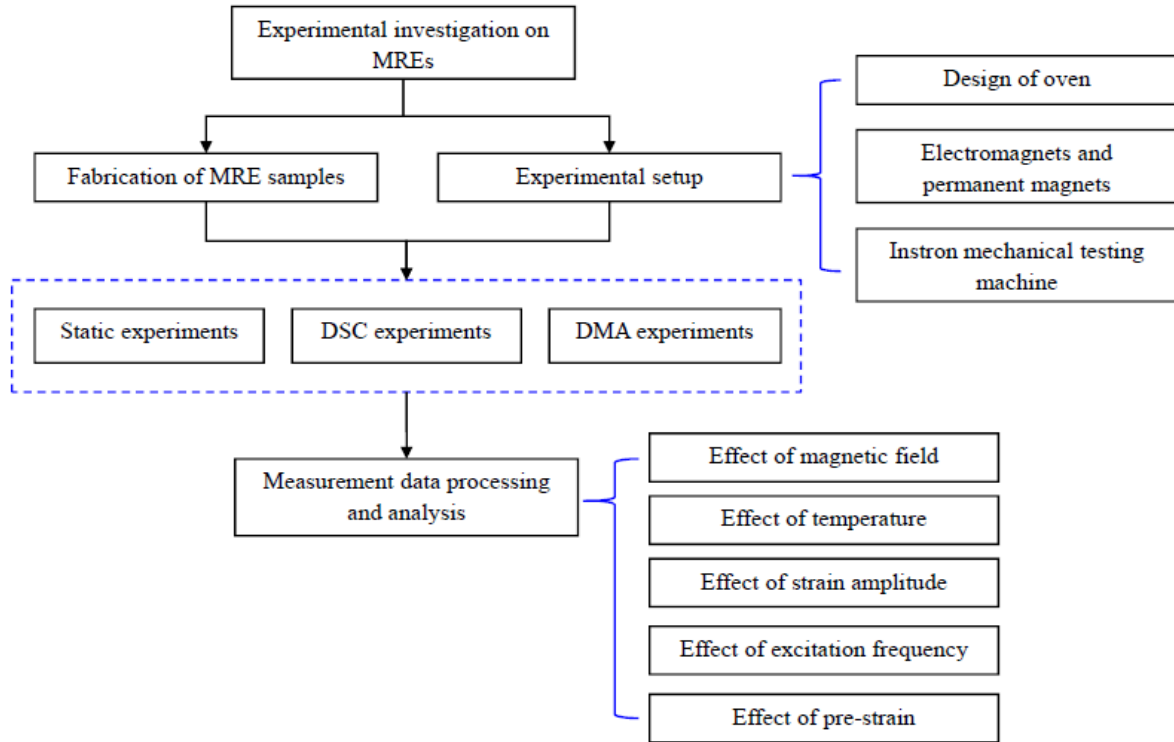 Experimental investigation on
MREs
Fabrication of MRE samples
Experimental setup
Design of oven
Electromagnets and
permanent magnets
Instron mechanical testing
machine
Static experiments
DSC experiments
DMA experiments
Measurement data processing
and analysis
Effect of magnetic field
Effect of temperature
Effect of strain amplitude
Effect of excitation frequency
Effect of pre-strain